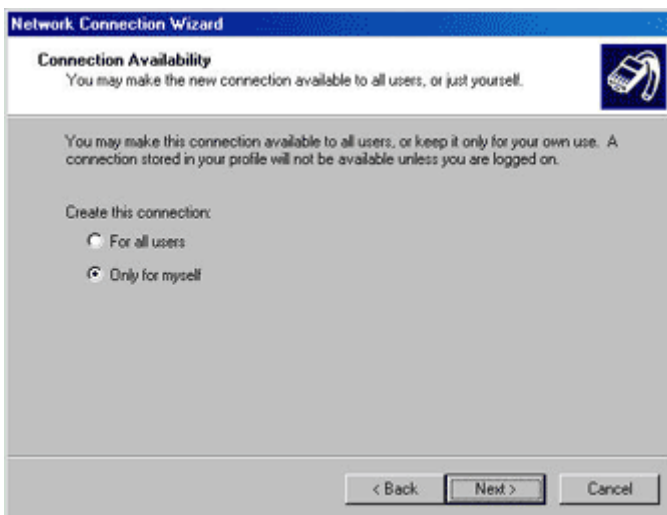 Network Connection Wizard
Connection Availability
You may make the new connection available to all users, or just yourself.
You may make this connection available to all users, or keep it only for your own use. A
connection stored in your profile will not be available unless you are logged on.
Create this connection:
For all users
Only for myself
< Back
Next >
Cancel